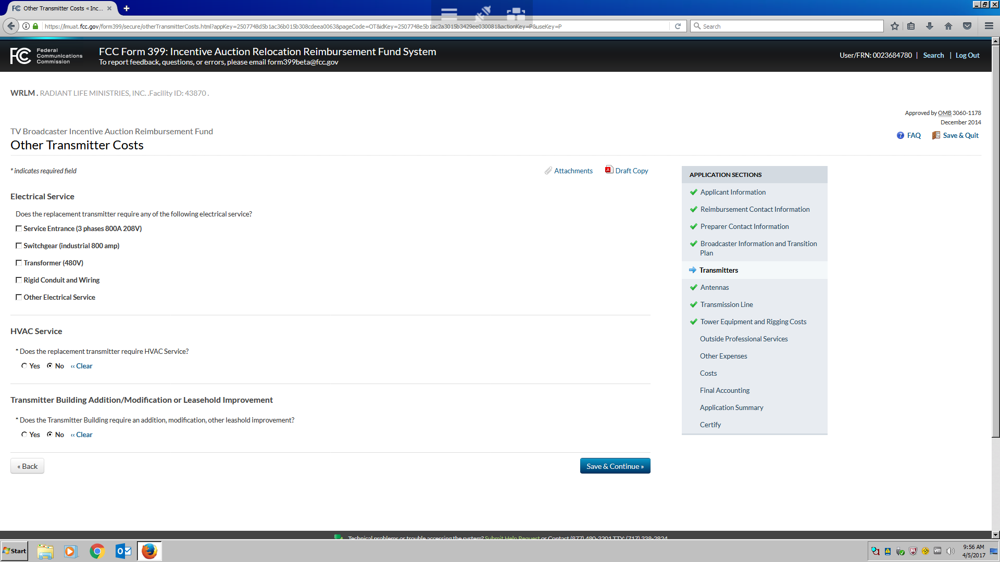 Other Transmitter Costs « Inc...
https://lmuat.fcc.gov/form399/secure/otherTransmitterCosts.html?appKey=2507748d5b1ac36b015b308cdeea0063&pageCode=OT&idKey=2507748e5b1ac2a3015b3429ee030081&actionKey=P&useKey=P
Search
FCC Federal Communications Commission
FCC Form 399: Incentive Auction Relocation Reimbursement Fund System
To report feedback, questions, or errors, please email form399beta@fcc.gov
User/FRN: 0023684780 | Search | Log Out
WRLM . RADIANT LIFE MINISTRIES, INC. .Facility ID: 43870 .
Approved by OMB 3060-1178
December 2014
TV Broadcaster Incentive Auction Reimbursement Fund
Other Transmitter Costs
FAQ
Save & Quit
* indicates required field
Attachments
Draft Copy
Electrical Service
Does the replacement transmitter require any of the following electrical service?
Service Entrance (3 phases 800A 208V)
Switchgear (industrial 800 amp)
Transformer (480V)
Rigid Conduit and Wiring
Other Electrical Service
HVAC Service
* Does the replacement transmitter require HVAC Service?
Yes No ‹‹ Clear
Transmitter Building Addition/Modification or Leasehold Improvement
* Does the Transmitter Building require an addition, modification, other leashold improvement?
Yes No ‹‹ Clear
« Back
Save & Continue »
APPLICATION SECTIONS
Applicant Information
Reimbursement Contact Information
Preparer Contact Information
Broadcaster Information and Transition
Plan
Transmitters
Antennas
Transmission Line
Tower Equipment and Rigging Costs
Outside Professional Services
Other Expenses
Costs
Final Accounting
Application Summary
Certify
Technical problems or trouble accessing the system? Submit Help Request or Contact (877) 480-3201 TTY: (717) 338-2824
Start
9:56 AM
4/5/2017